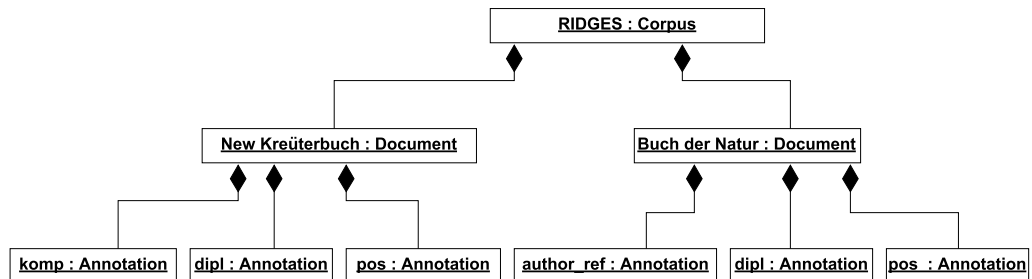 RIDGES : Corpus
New Kreüterbuch : Document
Buch der Natur : Document
komp : Annotation
dipl : Annotation
pos : Annotation
author_ref : Annotation
dipl : Annotation
pos : Annotation